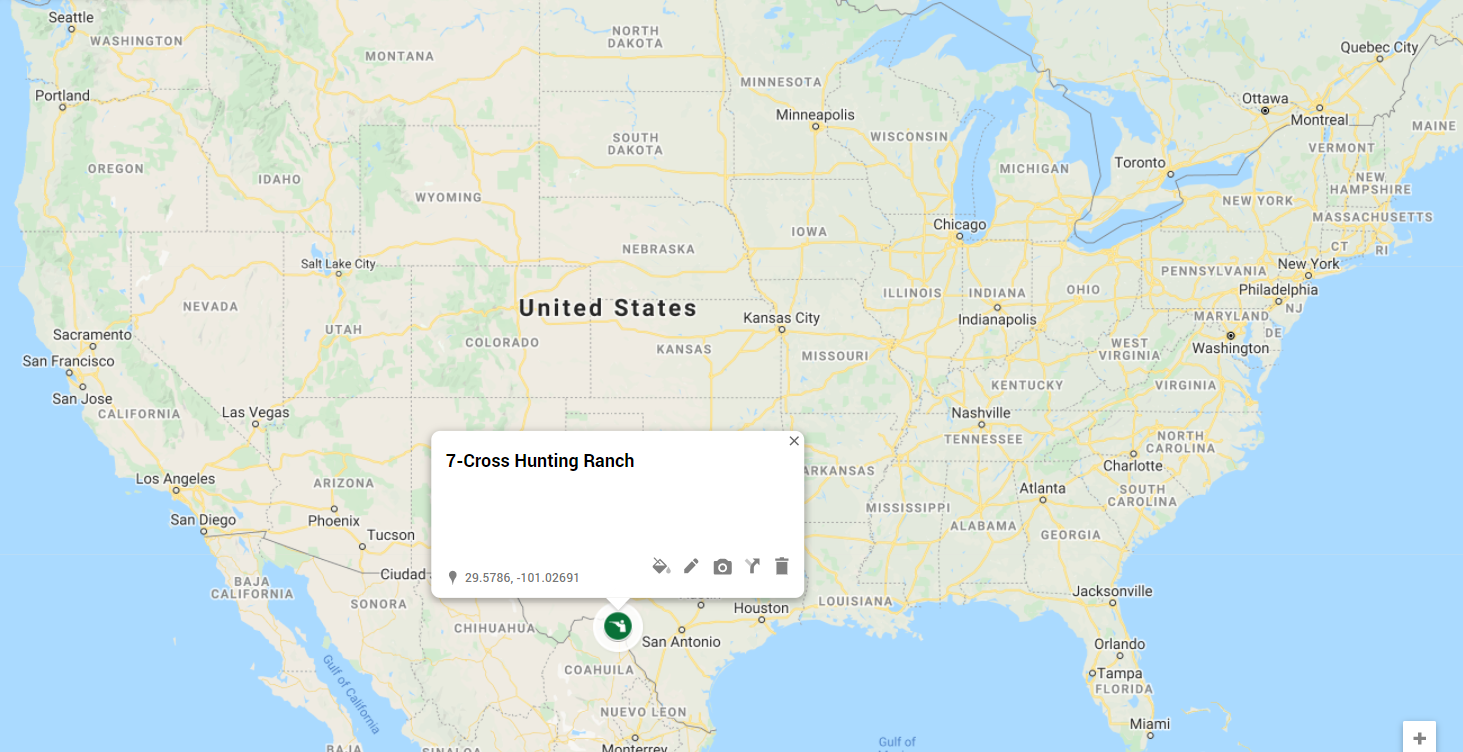 Seattle
WASHINGTON
MONTANA
NORTH
DAKOTA
MINNESOTA
Quebec City
Portland
Minneapolis
Ottawa
Montreal
MAINE
SOUTH
DAKOTA
WISCONSIN
VERMONT
OREGON
IDAHO
MICHIGAN
Toronto
NEW
HAMPSHIRE
WYOMING
NEW YORK
MASSACHUSETTS
Chicago
IOWA
CT
RI
NEBRASKA
Salt Lake City
PENNSYLVANIA
New York
Philadelphia
NEVADA
United States
ILLINOIS
INDIANA
OHIO
NJ
Kansas City
Indianapolis
MARYLAND
DE
Sacramento
UTAH
COLORADO
KANSAS
MISSOURI
WEST
VIRGINIA
Washington
San Francisco
San Jose
KENTUCKY
VIRGINIA
CALIFORNIA
Las Vegas
Nashville
TENNESSEE
NORTH
CAROLINA
7-Cross Hunting Ranch
ARKANSAS
Charlotte
Los Angeles
ARIZONA
Atlanta
SOUTH
CAROLINA
San Diego
Phoenix
MISSISSIPPI
ALABAMA
GEORGIA
Tucson
Ciudad
29.5786, -101.02691
BAJA
CALIFORNIA
SONORA
Houston
LOUISIANA
Jacksonville
CHIHUAHUA
San Antonio
Orlando
COAHUILA
Tampa
FLORIDA
Gulf of California
NUEVO LEON
Miami
BAJA
SINALOA
Monterrey
Gulf of